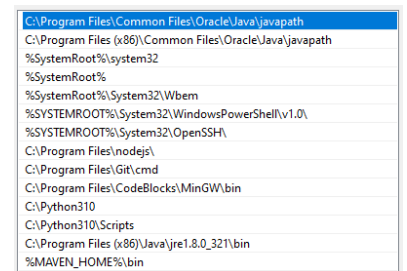 C:\Program Files\Common Files\Oracle\Java\javapath
C:\Program Files (x86)\Common Files\Oracle\Java\javapath
%SystemRoot%\system32
%SystemRoot%
%SystemRoot%\System32\Wbem
%SYSTEMROOT%\System32\WindowsPowerShell\v1.0\
%SYSTEMROOT%\System32\OpenSSH\
C:\Program Files\nodejs\
C:\Program Files\Git\cmd
C:\Program Files\CodeBlocks\MinGW\bin
C:\Python310
C:\Python310\Scripts
C:\Program Files (x86)\Java\jre1.8.0_321\bin
%MAVEN_HOME%\bin